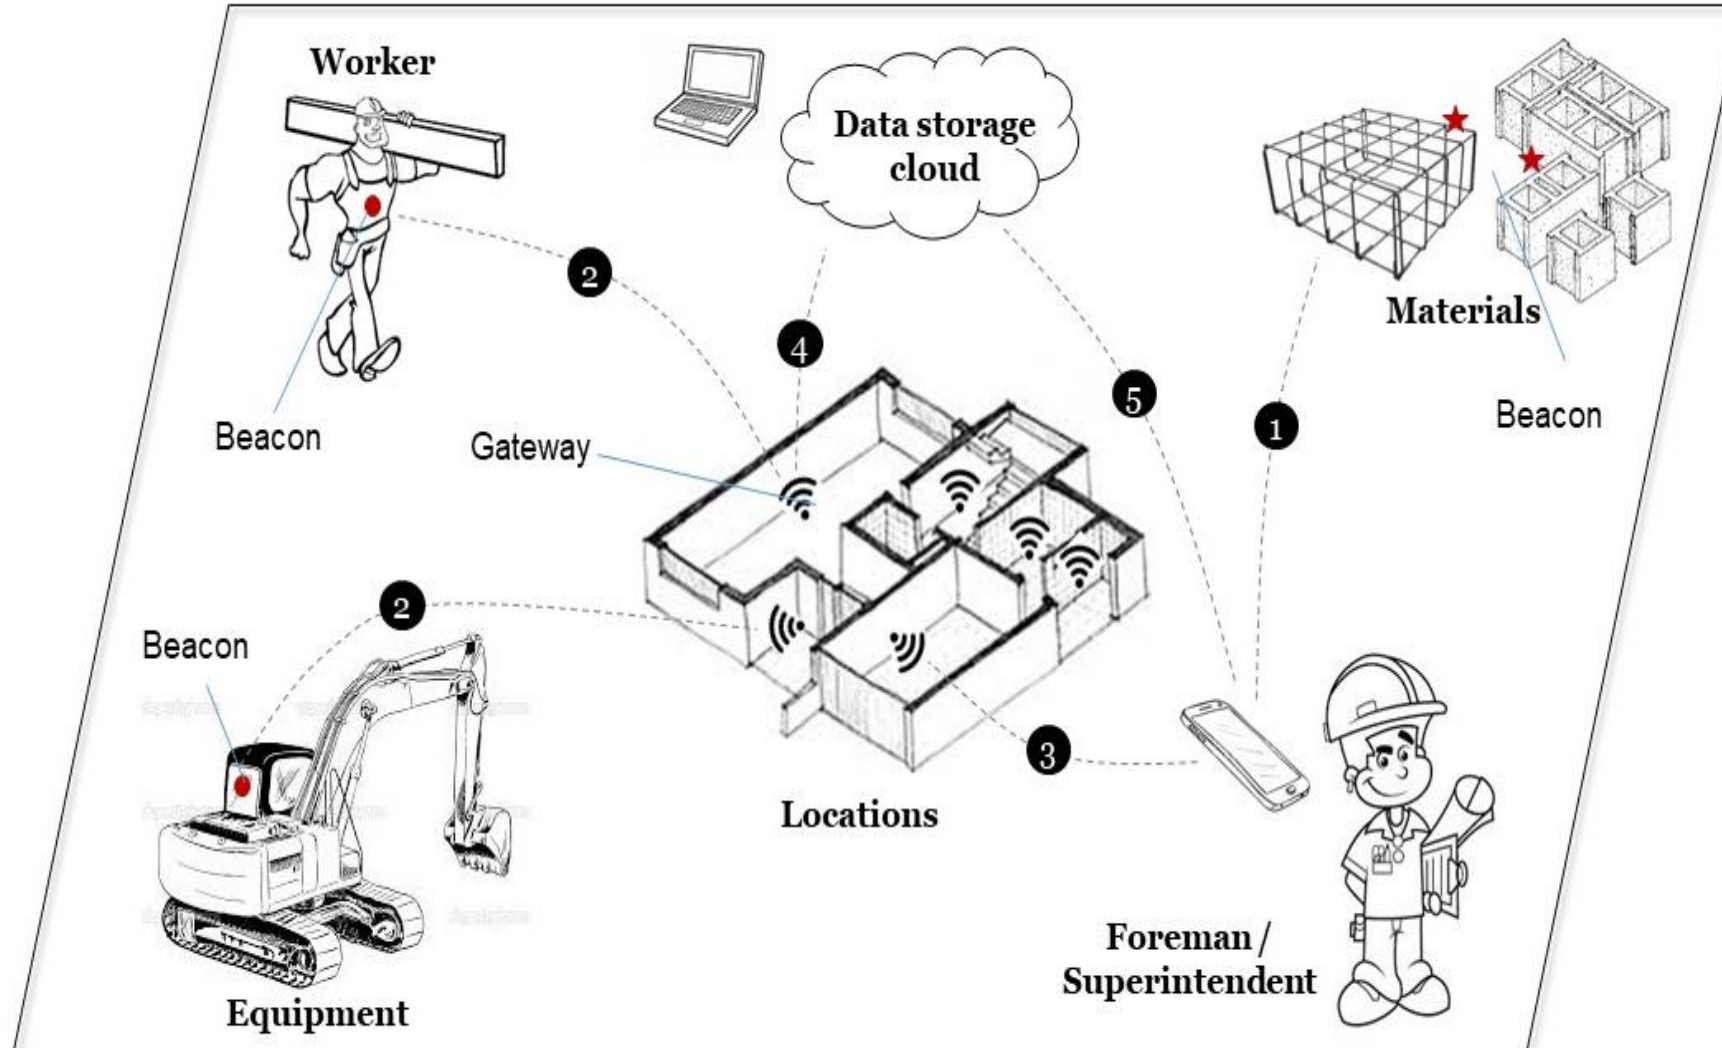 Worker
Data storage
cloud
2
Materials
4
5
1
Beacon
Beacon
Gateway
2
Beacon
3
Locations
Foreman /
Superintendent
Equipment